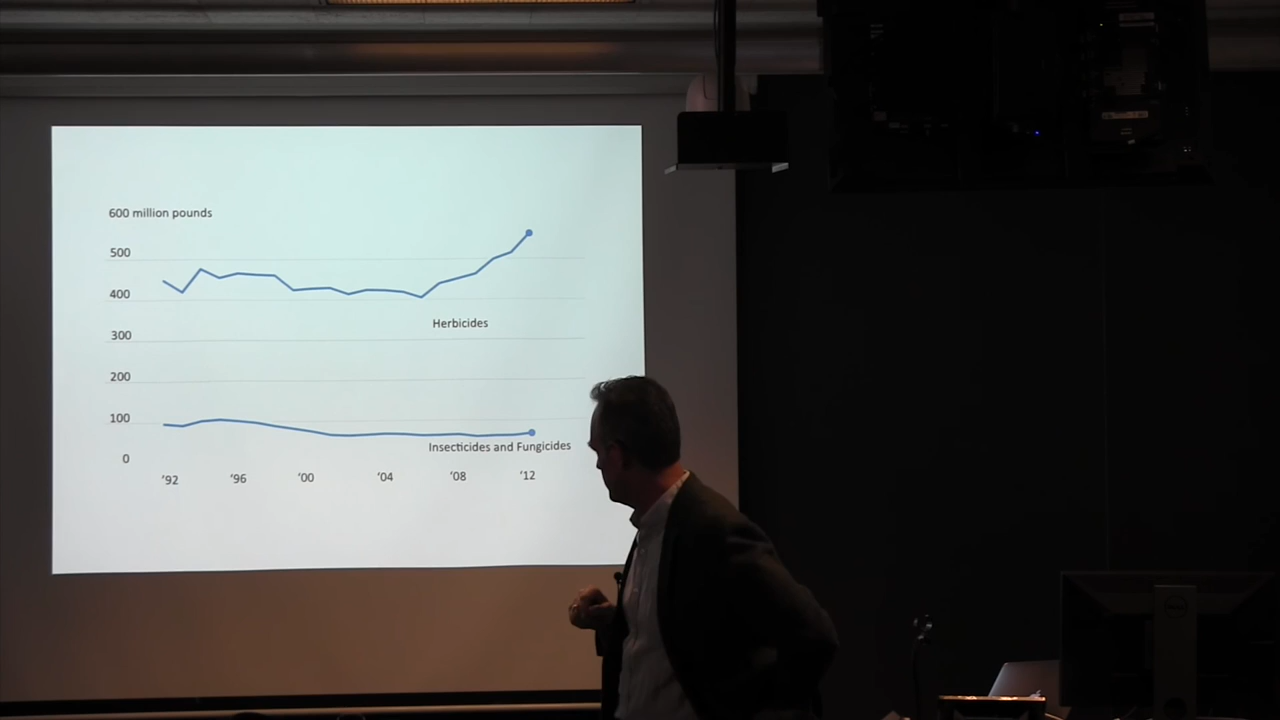 600 million pounds
500
400
300
Herbicides
200
100
Insecticides and Fungicides
0
'92 '96 '00 '04 '08 '12